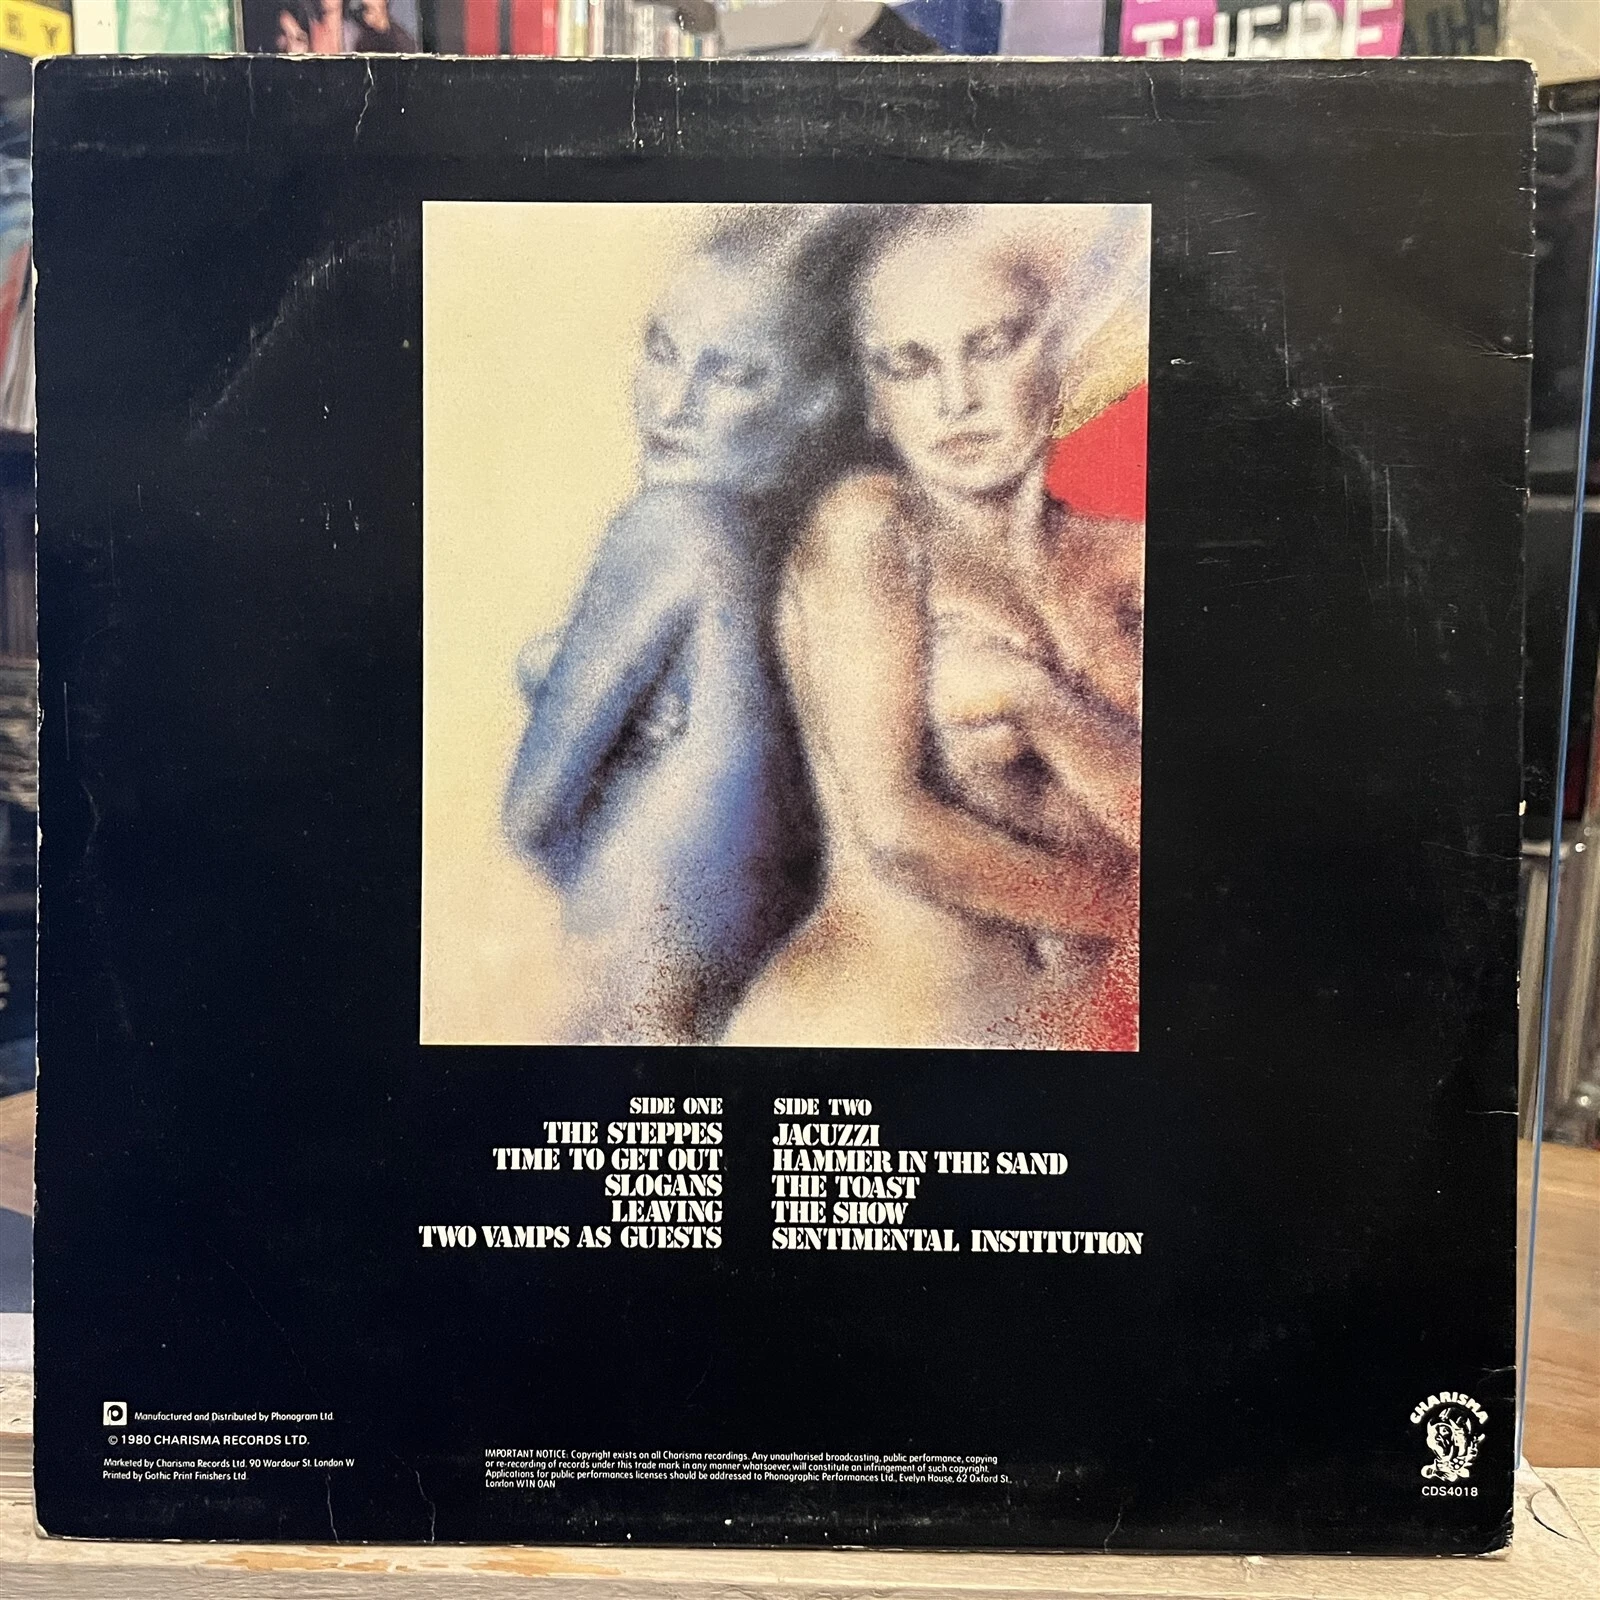 THERE
SIDE ONE
THE STEPPES
TIME TO GET OUT
SLOGANS
LEAVING
TWO VAMPS AS GUESTS
SIDE TWO
JACUZZI
HAMMER IN THE SAND
THE TOAST
THE SHOW
SENTIMENTAL INSTITUTION
Manufactured and Distributed by Phonogram Ltd.
© 1980 CHARISMA RECORDS LTD.
Marketed by Charisma Records Ltd. 90 Wardour St. London W
Printed by Gothic Print Finishers Ltd.
IMPORTANT NOTICE: Copyright exists on all Charisma recordings. Any unauthorised broadcasting, public performance, copying
or re-recording of records under this trade mark in any manner whatsoever, will constitute an infringement of such copyright.
Applications for public performances licenses should be addressed to Phonographic Performances Ltd., Evelyn House, 62 Oxford St.,
London W1N 0AN
CHARISMA
CDS4018